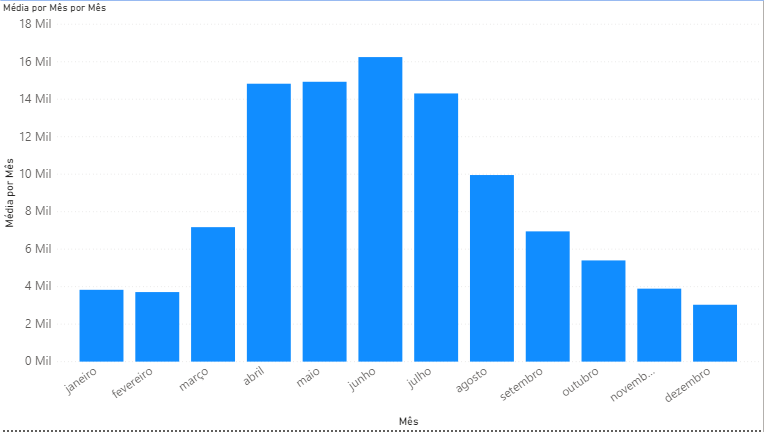 Média por Mês por Mês
18 Mil
16 Mil
14 Mil
12 Mil
10 Mil
8 Mil
6 Mil
4 Mil
2 Mil
0 Mil
Média por Mês
janeiro
fevereiro
março
abril
maio
junho
julho
agosto
setembro
outubro
novemb...
dezembro
Mês